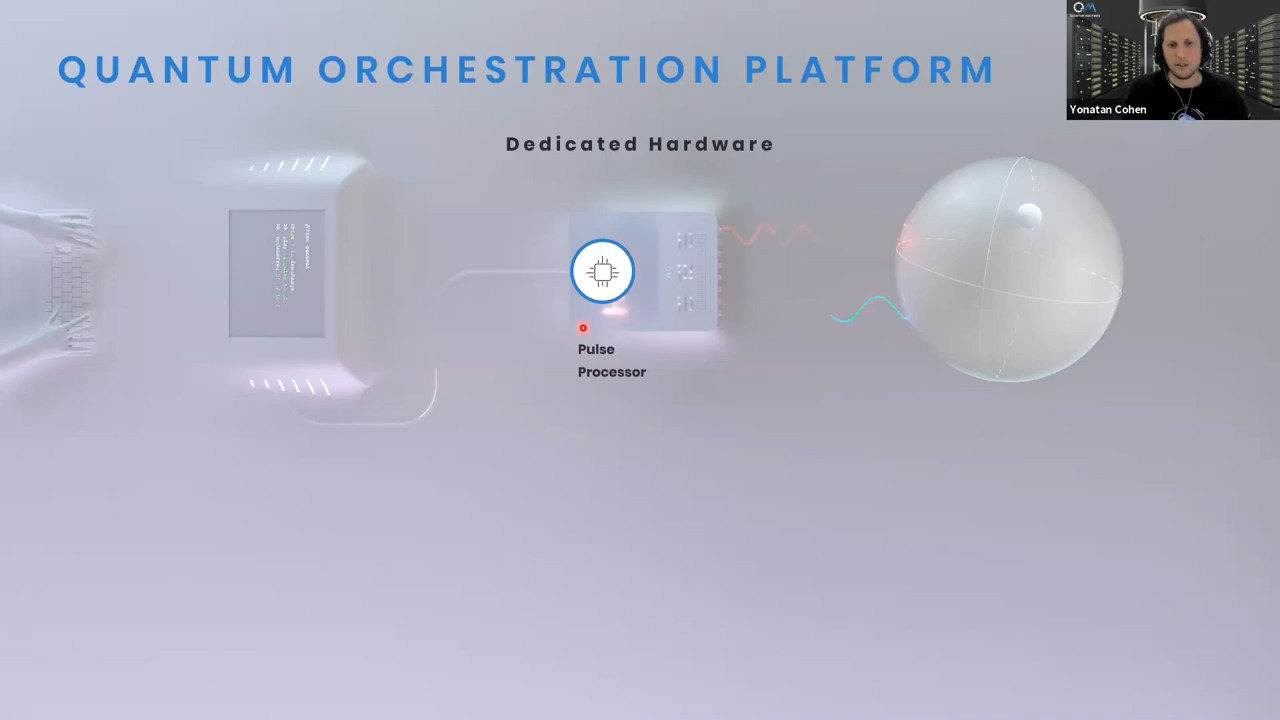 QUANTUM ORCHESTRATION PLATFORM
Yonatan Cohen
Dedicated Hardware
Pulse
Processor